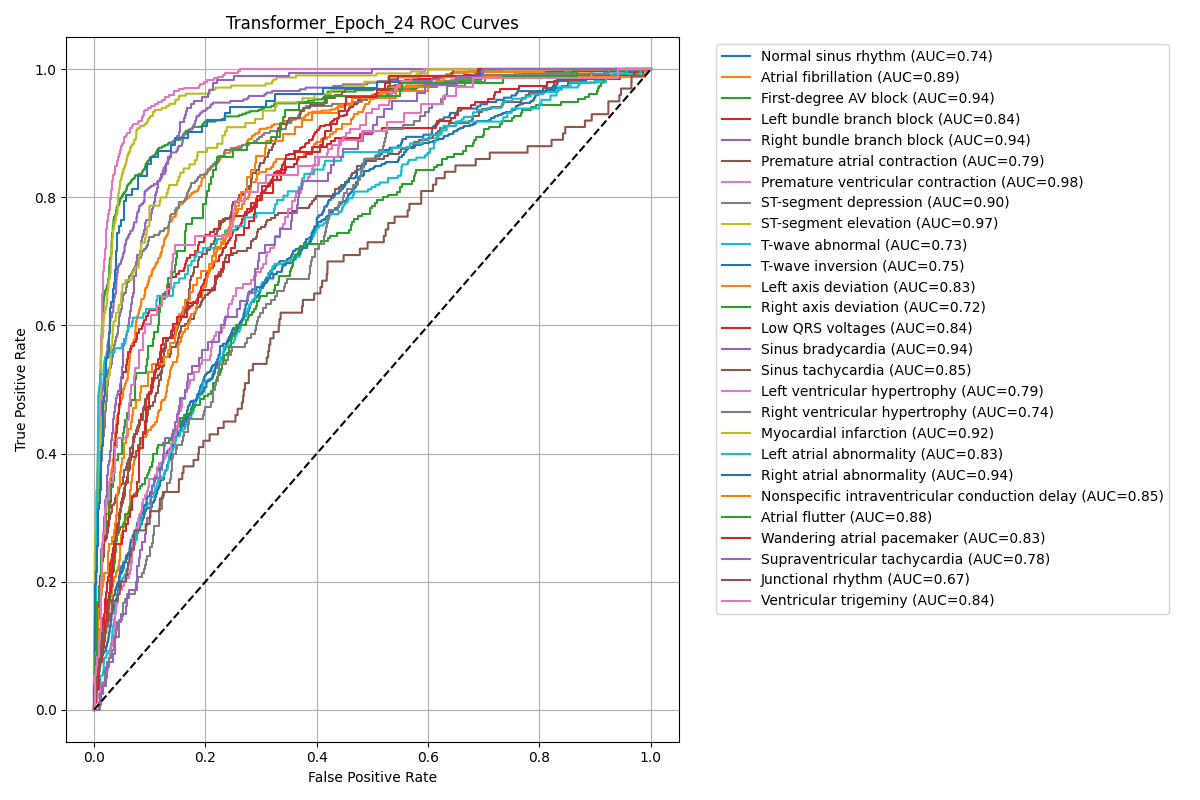 Transformer_Epoch_24 ROC Curves
True Positive Rate
1.0
0.8
0.6
0.4
0.2
0.0
0.0 0.2 0.4 0.6 0.8 1.0
False Positive Rate
Normal sinus rhythm (AUC=0.74)
Atrial fibrillation (AUC=0.89)
First-degree AV block (AUC=0.94)
Left bundle branch block (AUC=0.84)
Right bundle branch block (AUC=0.94)
Premature atrial contraction (AUC=0.79)
Premature ventricular contraction (AUC=0.98)
ST-segment depression (AUC=0.90)
ST-segment elevation (AUC=0.97)
T-wave abnormal (AUC=0.73)
T-wave inversion (AUC=0.75)
Left axis deviation (AUC=0.83)
Right axis deviation (AUC=0.72)
Low QRS voltages (AUC=0.84)
Sinus bradycardia (AUC=0.94)
Sinus tachycardia (AUC=0.85)
Left ventricular hypertrophy (AUC=0.79)
Right ventricular hypertrophy (AUC=0.74)
Myocardial infarction (AUC=0.92)
Left atrial abnormality (AUC=0.83)
Right atrial abnormality (AUC=0.94)
Nonspecific intraventricular conduction delay (AUC=0.85)
Atrial flutter (AUC=0.88)
Wandering atrial pacemaker (AUC=0.83)
Supraventricular tachycardia (AUC=0.78)
Junctional rhythm (AUC=0.67)
Ventricular trigeminy (AUC=0.84)